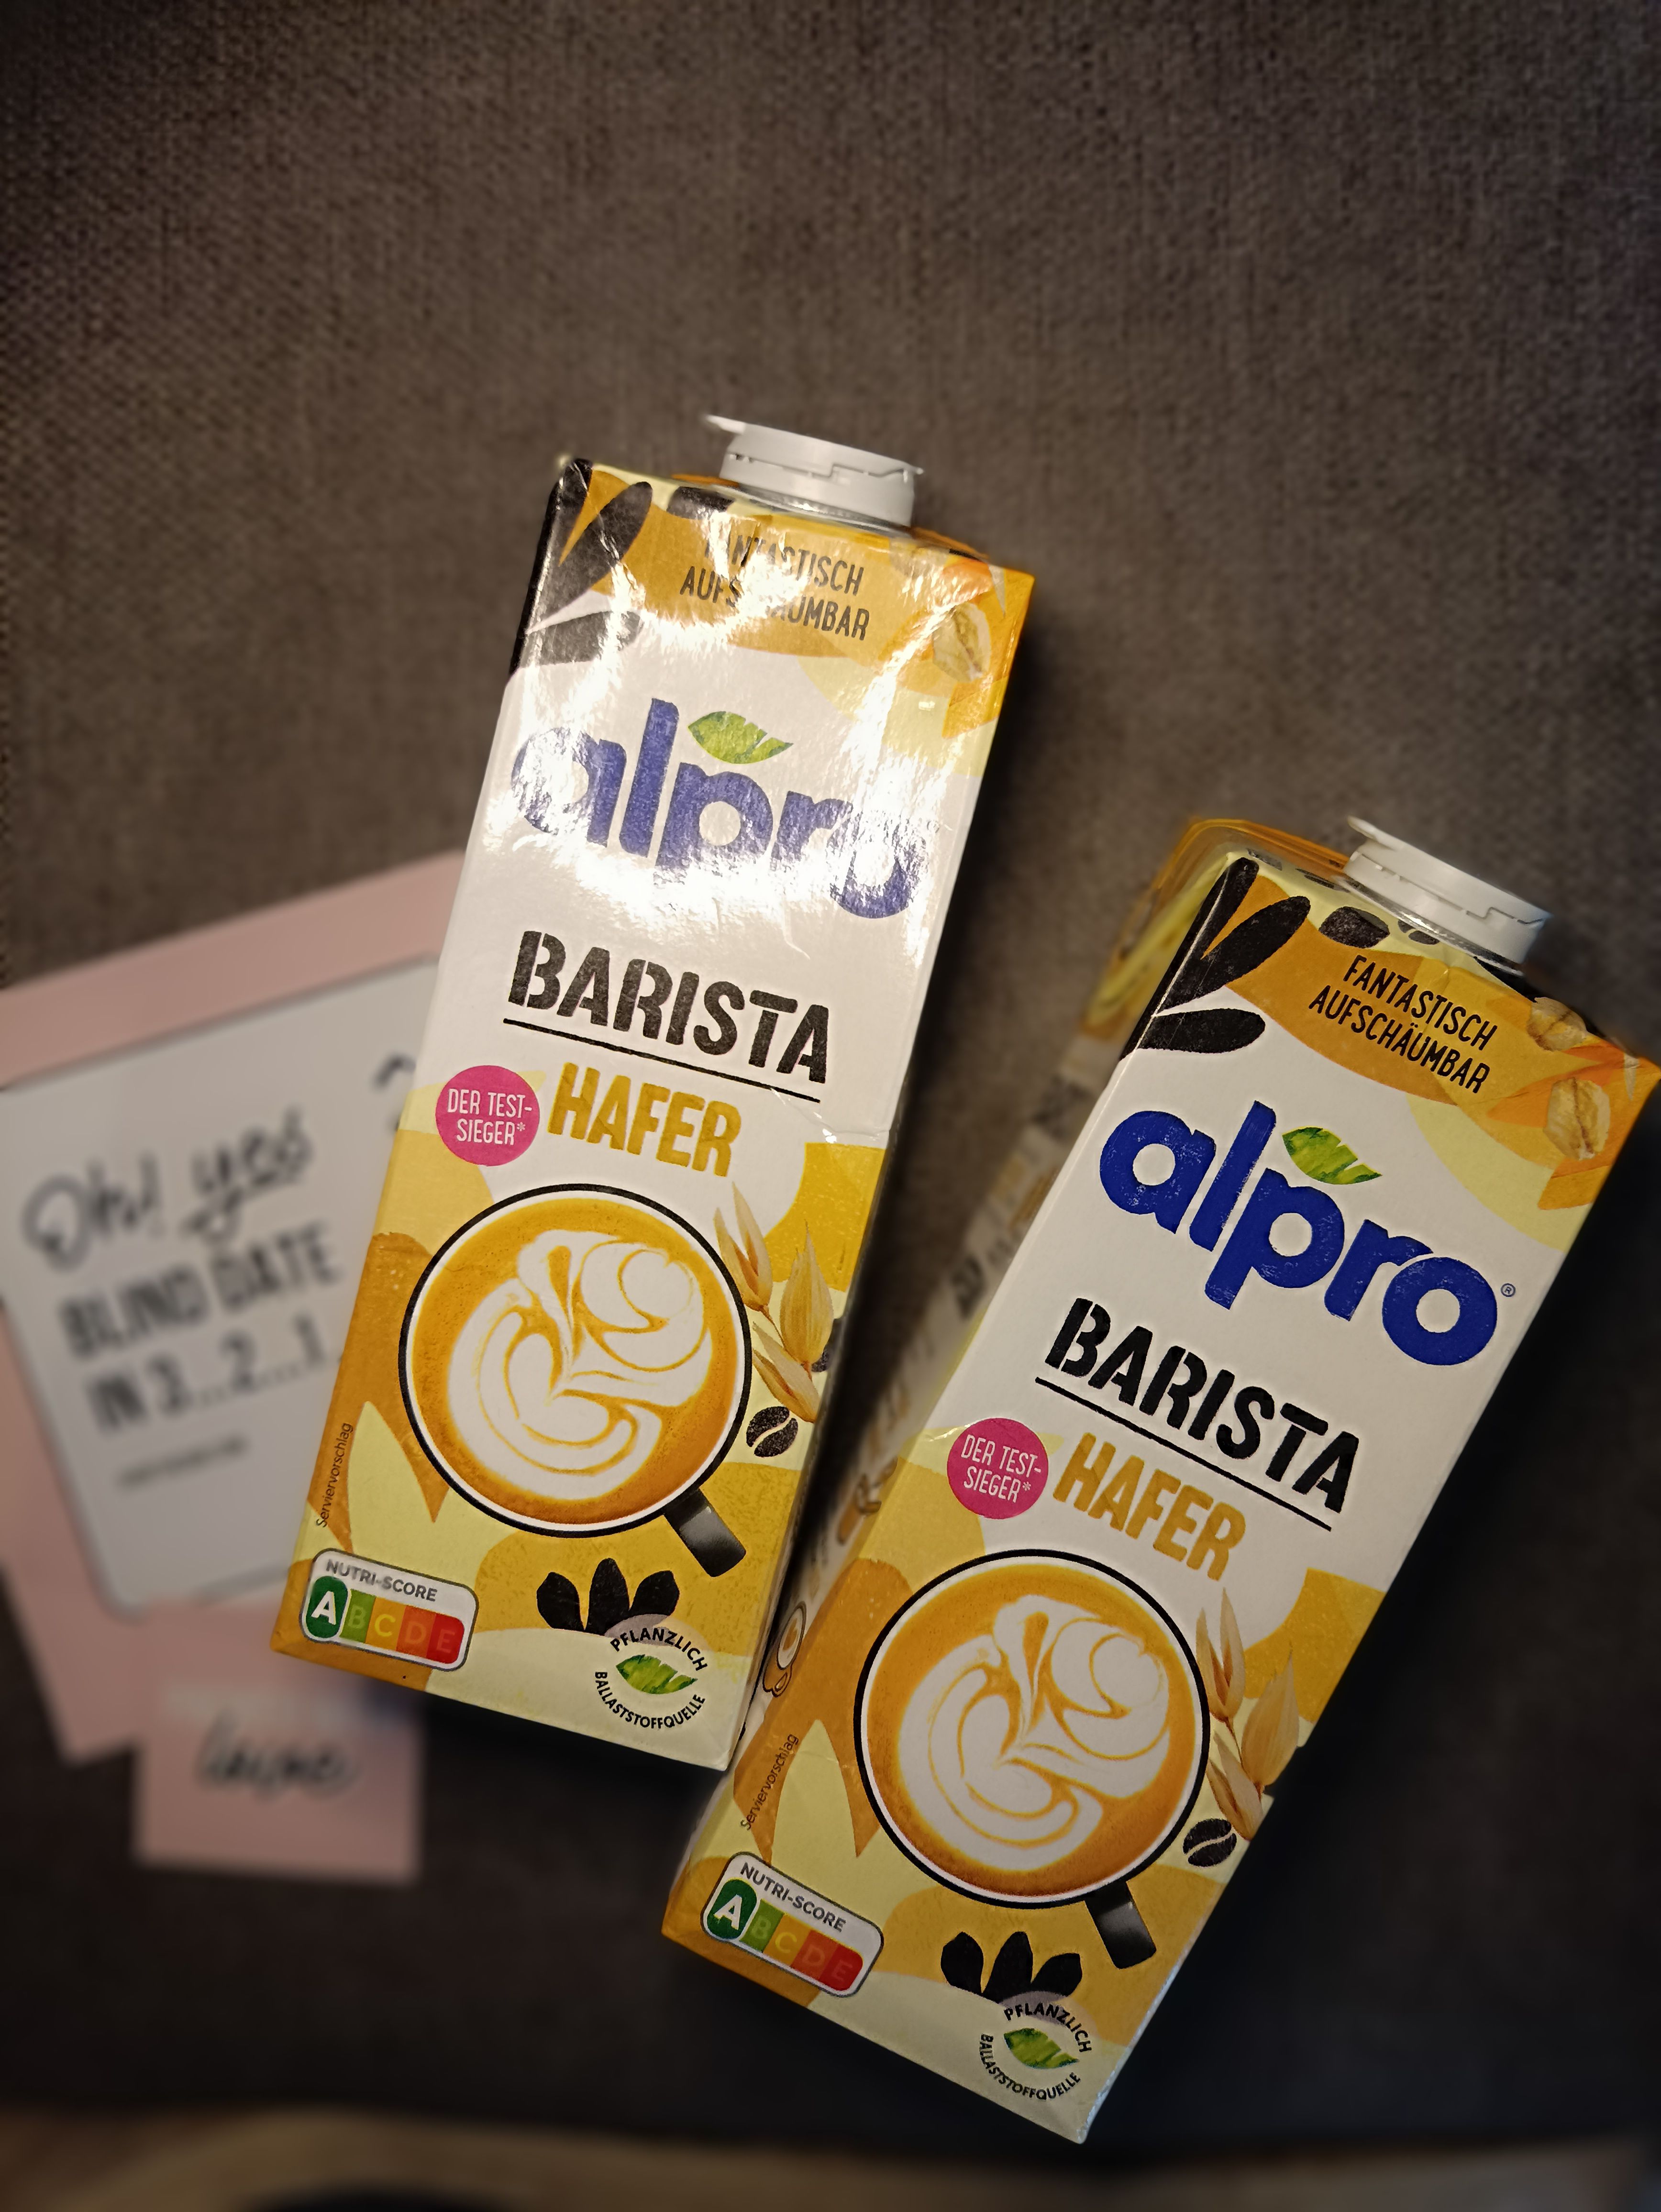 FANTASTISCH
AUFSCHÄUMBAR
alpro
BARISTA
DER TEST-
SIEGER*
HAFER
Serviervorschlag
NUTRI-SCORE
A B C D E
PFLANZLICH
BALLASTSTOFFQUELLE
FANTASTISCH
AUFSCHÄUMBAR
alpro®
BARISTA
DER TEST-
SIEGER*
HAFER
Serviervorschlag
NUTRI-SCORE
A B C D E
PFLANZLICH
BALLASTSTOFFQUELLE
Oh! yes
BLIND DATE
IN 3...2...1